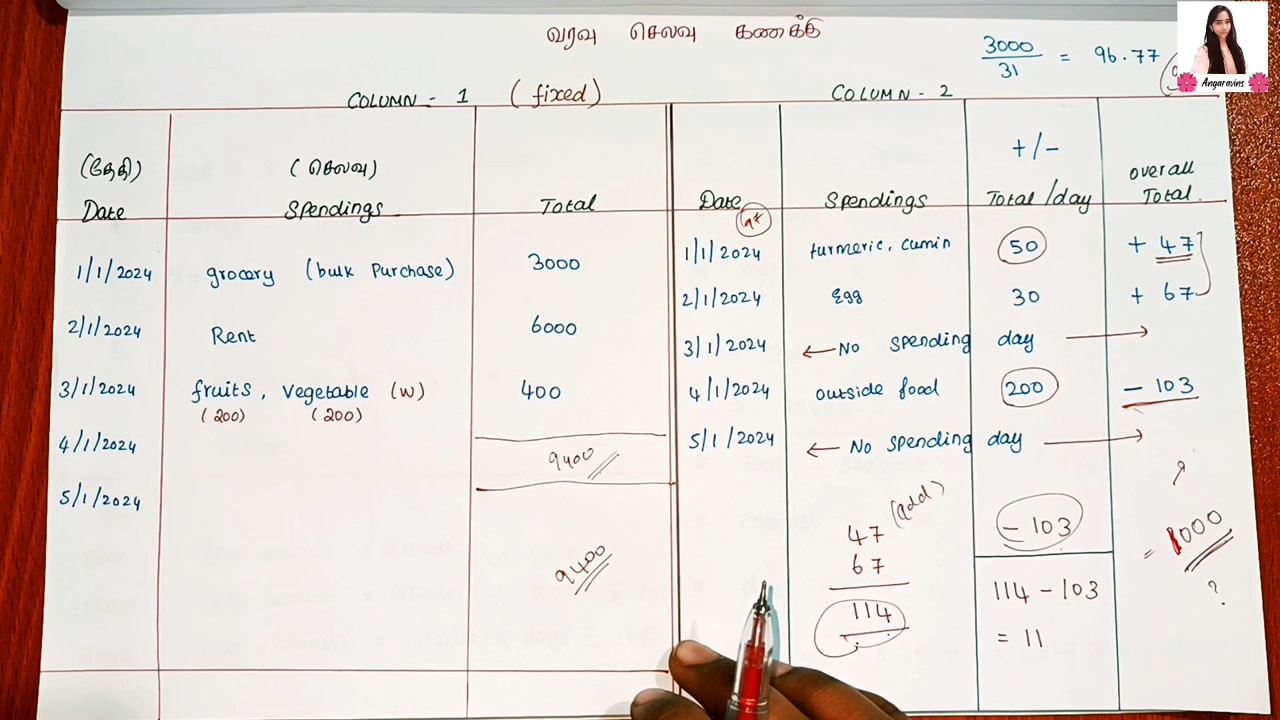 வரவு செலவு கணக்கு
3000/31 = 96.77
Angaravins
COLUMN - 1 (fixed)
COLUMN - 2
(தேதி) Date
(செலவு) Spendings
Total
Date
Spendings
+/- Total/day
overall Total.
97
1/1/2024 grocery (bulk purchase) 3000
2/1/2024 Rent 6000
3/1/2024 fruits, vegetable (W) 400
(200) (200)
4/1/2024
9400
5/1/2024
9400
1/1/2024 turmeric, cumin 50 + 47
2/1/2024 Egg 30 + 67
3/1/2024 ← No spending day →
4/1/2024 outside food 200 - 103
5/1/2024 ← No spending day →
47 (add)
67
114
- 103
114 - 103
= 11
?
= 1000
?.